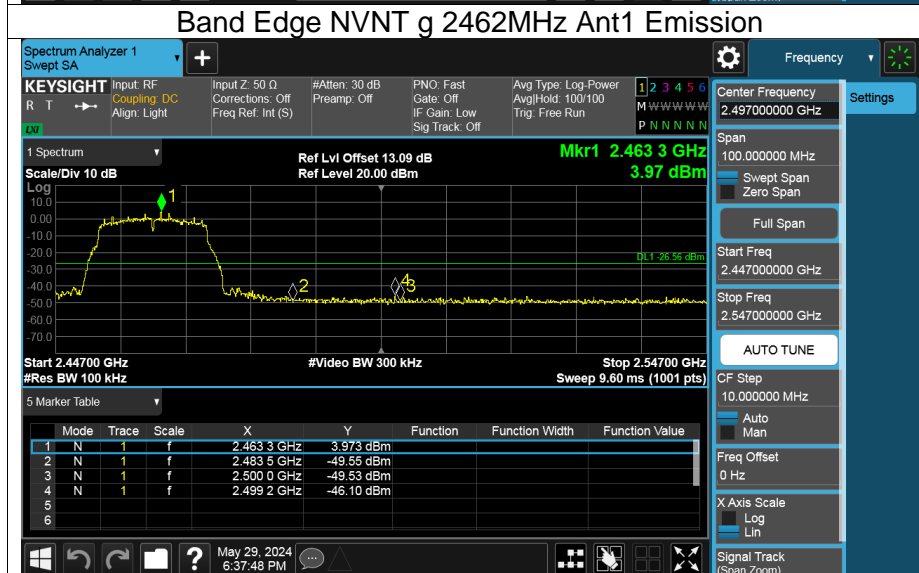 Band Edge NVNT g 2462MHz Ant1 Emission
Spectrum Analyzer 1
Swept SA
+
Frequency
KEYSIGHT
R T
LXI
Input: RF
Coupling: DC
Align: Light
Input Z: 50 Ω
Corrections: Off
Freq Ref: Int (S)
#Atten: 30 dB
Preamp: Off
PNO: Fast
Gate: Off
IF Gain: Low
Sig Track: Off
Avg Type: Log-Power
Avg|Hold: 100/100
Trig: Free Run
1 2 3 4 5 6
M W W W W W
P N N N N N
Center Frequency
2.497000000 GHz
Settings
Span
100.000000 MHz
Swept Span
Zero Span
Full Span
Start Freq
2.447000000 GHz
Stop Freq
2.547000000 GHz
AUTO TUNE
CF Step
10.000000 MHz
Auto
Man
Freq Offset
0 Hz
X Axis Scale
Log
Lin
Signal Track
(Span Zoom)
1 Spectrum
Scale/Div 10 dB
Log
Ref Lvl Offset 13.09 dB
Ref Level 20.00 dBm
Mkr1 2.463 3 GHz
3.97 dBm
10.0
0.00
-10.0
-20.0
-30.0
-40.0
-50.0
-60.0
-70.0
1
2
4
3
DL1 -26.56 dBm
Start 2.44700 GHz
#Res BW 100 kHz
#Video BW 300 kHz
Stop 2.54700 GHz
Sweep 9.60 ms (1001 pts)
5 Marker Table
Mode Trace Scale X Y Function Function Width Function Value
1 N 1 f 2.463 3 GHz 3.973 dBm
2 N 1 f 2.483 5 GHz -49.55 dBm
3 N 1 f 2.500 0 GHz -49.53 dBm
4 N 1 f 2.499 2 GHz -46.10 dBm
5
6
?
May 29, 2024
6:37:48 PM